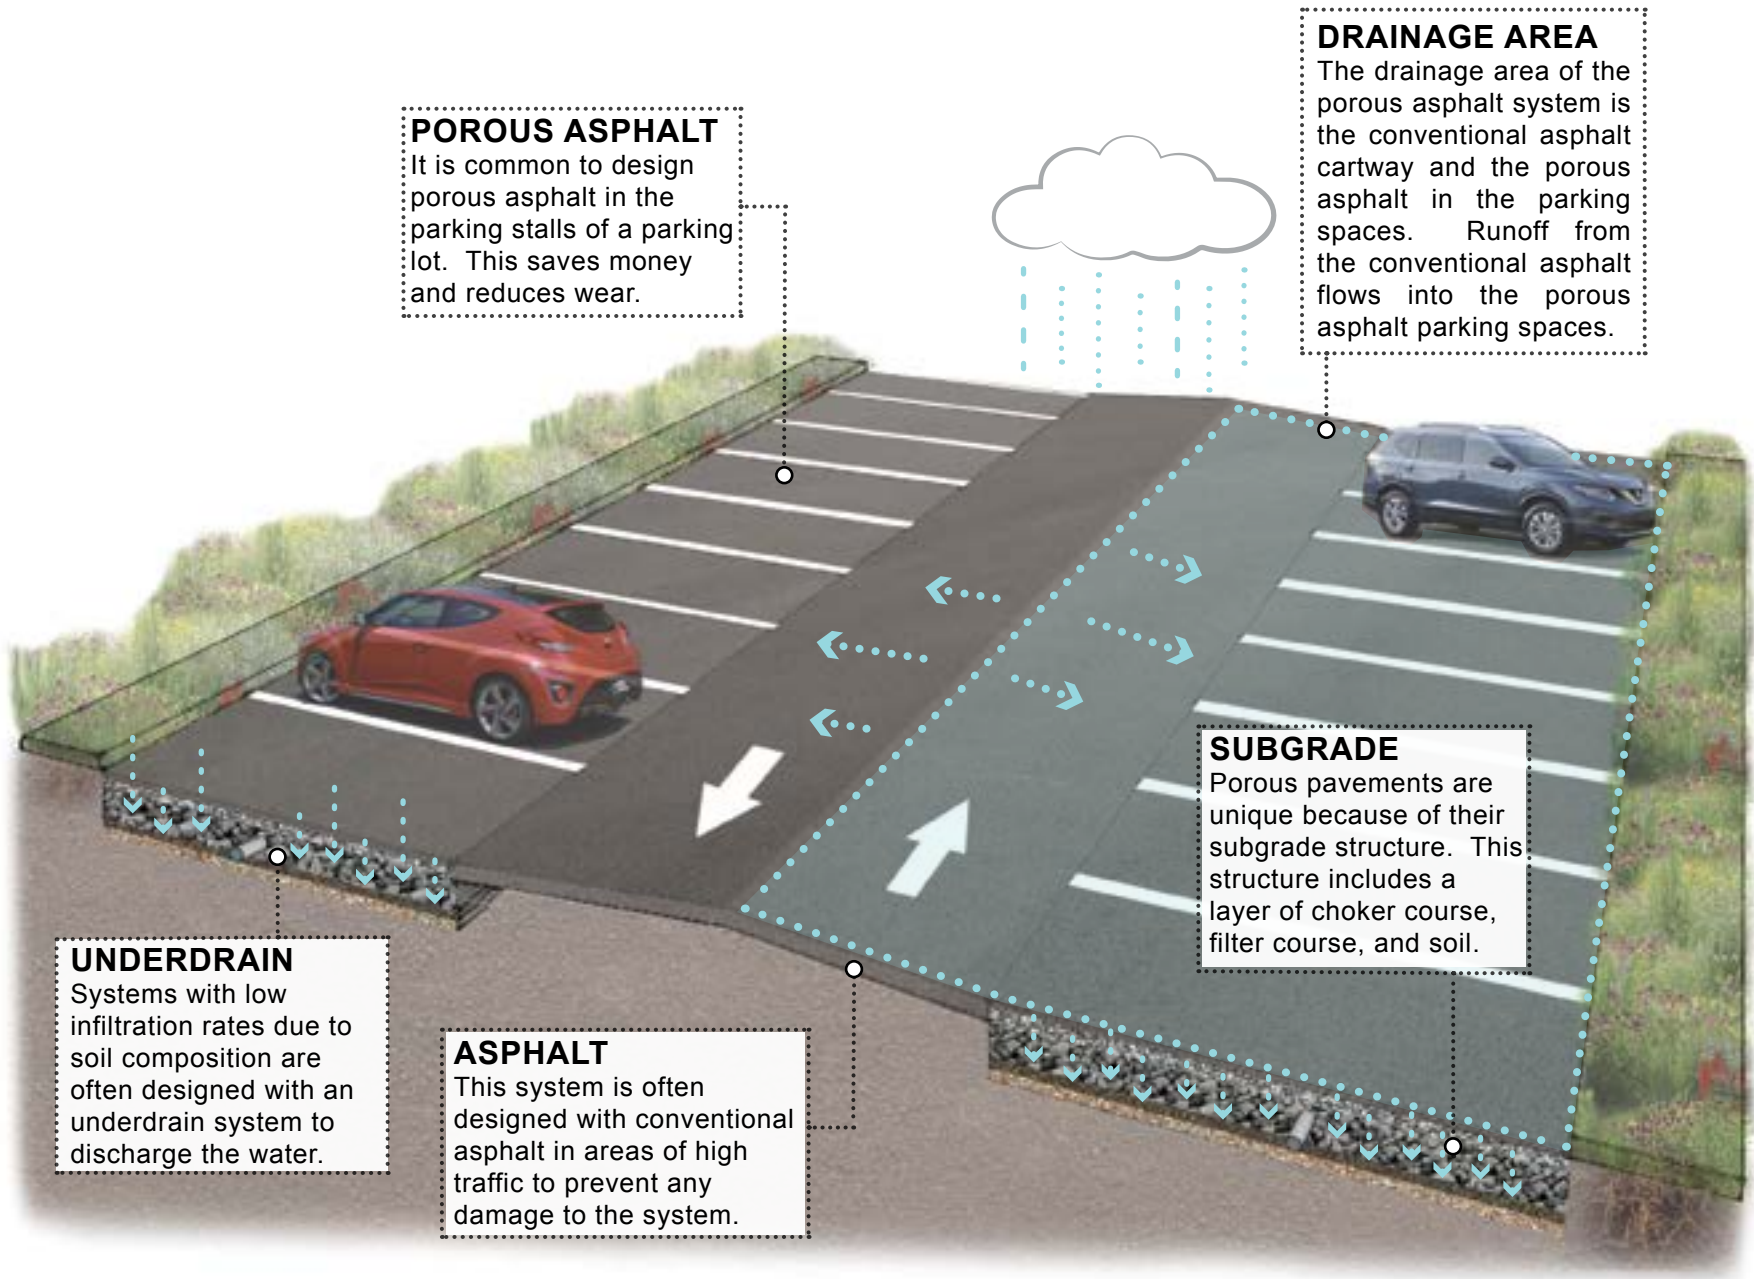 DRAINAGE AREA
The drainage area of the
porous asphalt system is
the conventional asphalt
cartway and the porous
asphalt in the parking
spaces. Runoff from
the conventional asphalt
flows into the porous
asphalt parking spaces.
POROUS ASPHALT
It is common to design
porous asphalt in the
parking stalls of a parking
lot. This saves money
and reduces wear.
SUBGRADE
Porous pavements are
unique because of their
subgrade structure. This
structure includes a
layer of choker course,
filter course, and soil.
UNDERDRAIN
Systems with low
infiltration rates due to
soil composition are
often designed with an
underdrain system to
discharge the water.
ASPHALT
This system is often
designed with conventional
asphalt in areas of high
traffic to prevent any
damage to the system.